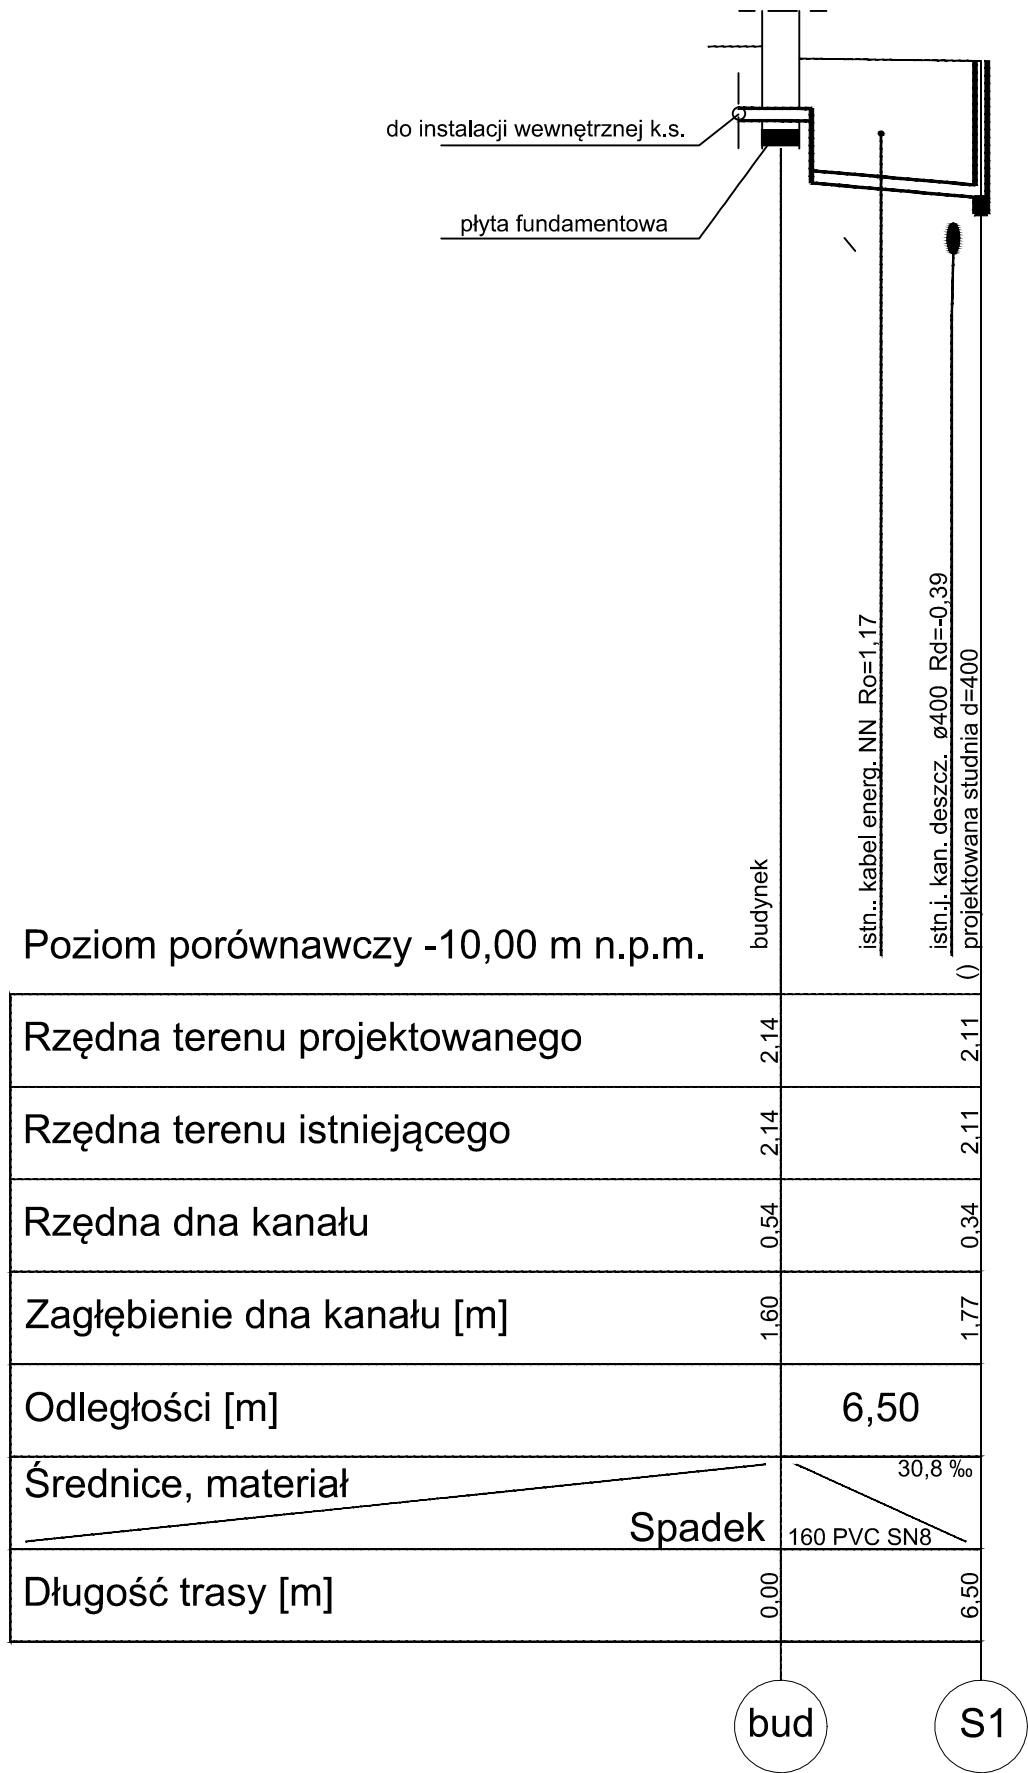 do instalacji wewnętrznej k.s.
płyta fundamentowa
budynek
istn.. kabel energ. NN Ro=1,17
istn.j. kan. deszcz. ø400 Rd=-0,39
() projektowana studnia d=400
Poziom porównawczy -10,00 m n.p.m.
Rzędna terenu projektowanego 2,14 2,11
Rzędna terenu istniejącego 2,14 2,11
Rzędna dna kanału 0,54 0,34
Zagłębienie dna kanału [m] 1,60 1,77
Odległości [m] 6,50
Średnice, materiał 30,8 ‰
Spadek 160 PVC SN8
Długość trasy [m] 0,00 6,50
bud S1